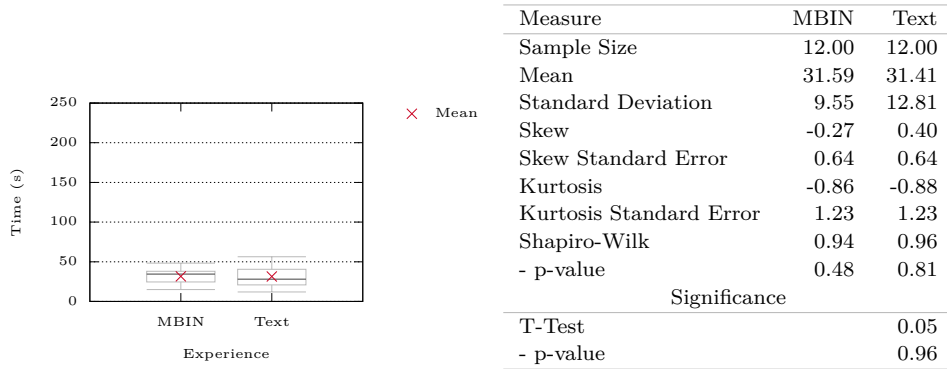 250
200
150
100
50
0
Time (s)
MBIN Text
Experience
Mean
Measure MBIN Text
Sample Size 12.00 12.00
Mean 31.59 31.41
Standard Deviation 9.55 12.81
Skew -0.27 0.40
Skew Standard Error 0.64 0.64
Kurtosis -0.86 -0.88
Kurtosis Standard Error 1.23 1.23
Shapiro-Wilk 0.94 0.96
- p-value 0.48 0.81
Significance
T-Test 0.05
- p-value 0.96